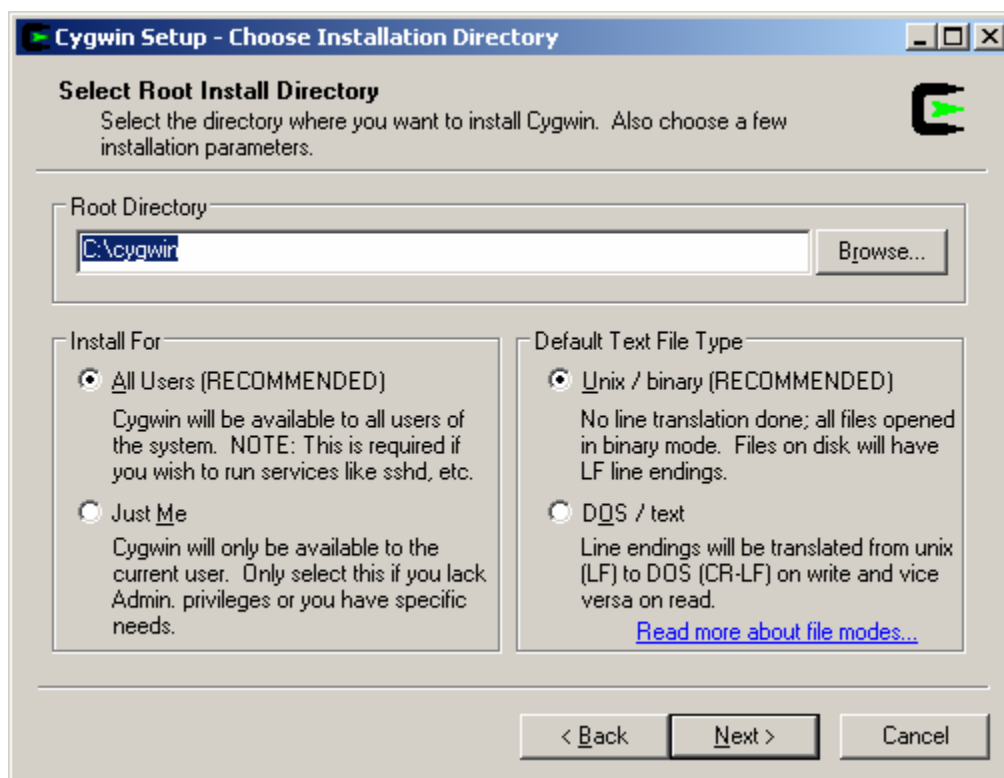 Cygwin Setup - Choose Installation Directory
Select Root Install Directory
Select the directory where you want to install Cygwin.  Also choose a few
installation parameters.
Root Directory
C:\cygwin
Browse...
Install For
All Users (RECOMMENDED)
Cygwin will be available to all users of
the system.  NOTE: This is required if
you wish to run services like sshd, etc.
Just Me
Cygwin will only be available to the
current user.  Only select this if you lack
Admin. privileges or you have specific
needs.
Default Text File Type
Unix / binary (RECOMMENDED)
No line translation done; all files opened
in binary mode.  Files on disk will have
LF line endings.
DOS / text
Line endings will be translated from unix
(LF) to DOS (CR-LF) on write and vice
versa on read.
Read more about file modes...
< Back
Next >
Cancel